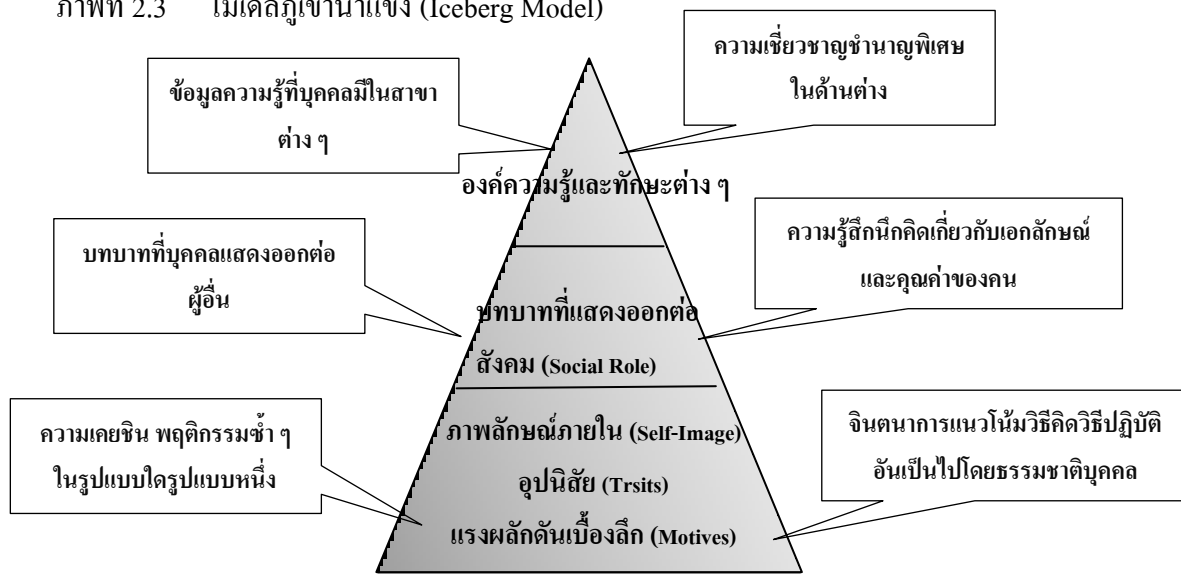 ภาพที่ 2.3 โมเดลภูเขาน้ำแข็ง (Iceberg Model)
ความเชี่ยวชาญชำนาญพิเศษ
ในด้านต่าง
ข้อมูลความรู้ที่บุคคลมีในสาขา
ต่าง ๆ
องค์ความรู้และทักษะต่าง ๆ
ความรู้สึกนึกคิดเกี่ยวกับเอกลักษณ์
และคุณค่าของคน
บทบาทที่บุคคลแสดงออกต่อ
ผู้อื่น
บทบาทที่แสดงออกต่อ
สังคม (Social Role)
ความเคยชิน พฤติกรรมซ้ำ ๆ
ในรูปแบบใดรูปแบบหนึ่ง
ภาพลักษณ์ภายใน (Self-Image)
อุปนิสัย (Trsits)
แรงผลักดันเบื้องลึก (Motives)
จินตนาการแนวโน้มวิธีคิดวิธีปฏิบัติ
อันเป็นไปโดยธรรมชาติบุคคล